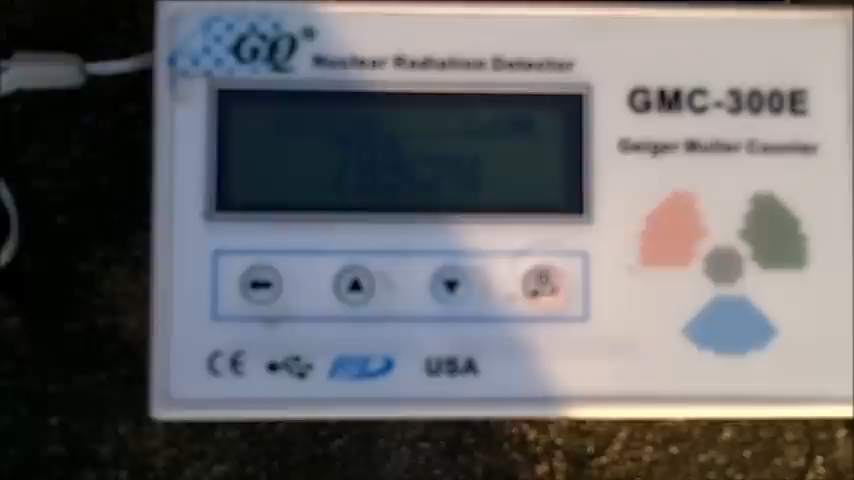 GQ®
Nuclear Radiation Detector
GMC-300E
Geiger Muller Counter
CE
USA